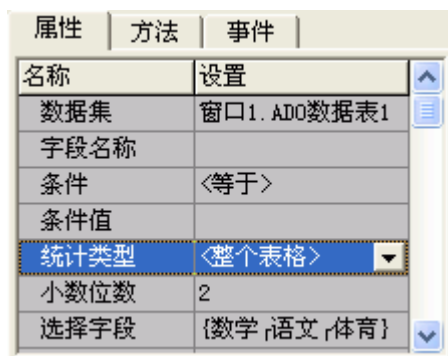 属性 方法 事件
名称 设置
数据集 窗口1.ADO数据表1
字段名称
条件 <等于>
条件值
统计类型 <整个表格>
小数位数 2
选择字段 {数学┌语文┌体育}